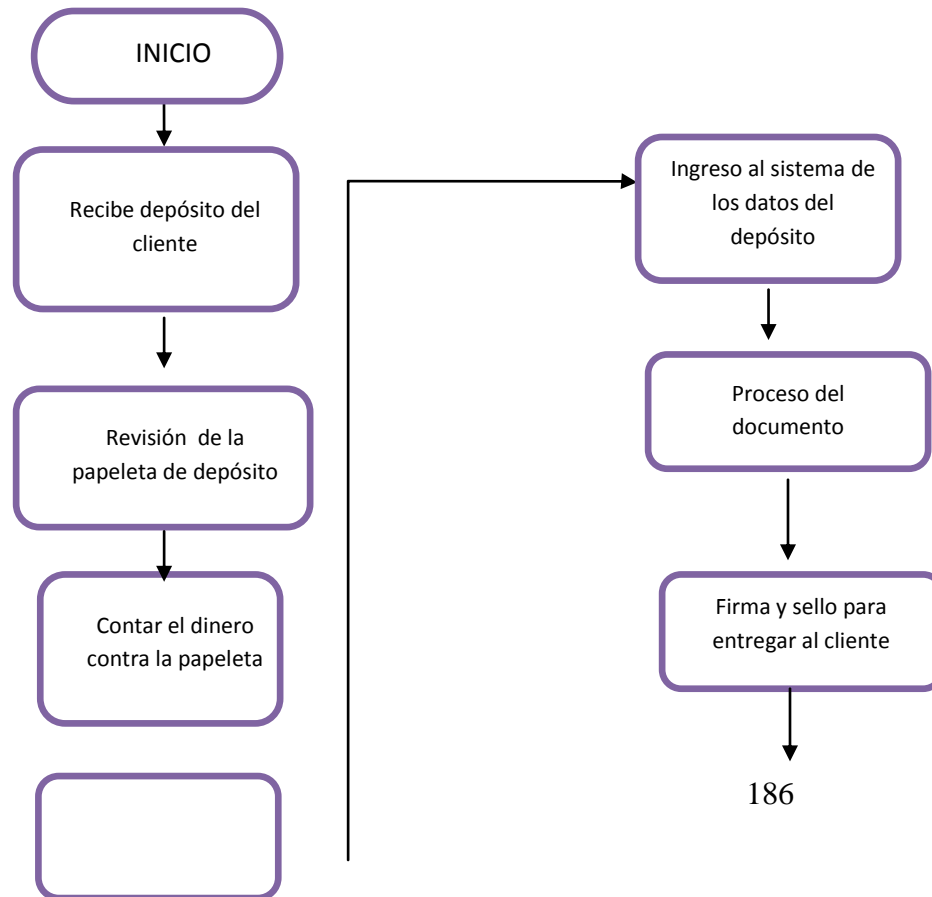 INICIO
Recibe depósito del
cliente
Revisión de la
papeleta de depósito
Contar el dinero
contra la papeleta
Ingreso al sistema de
los datos del
depósito
Proceso del
documento
Firma y sello para
entregar al cliente
186